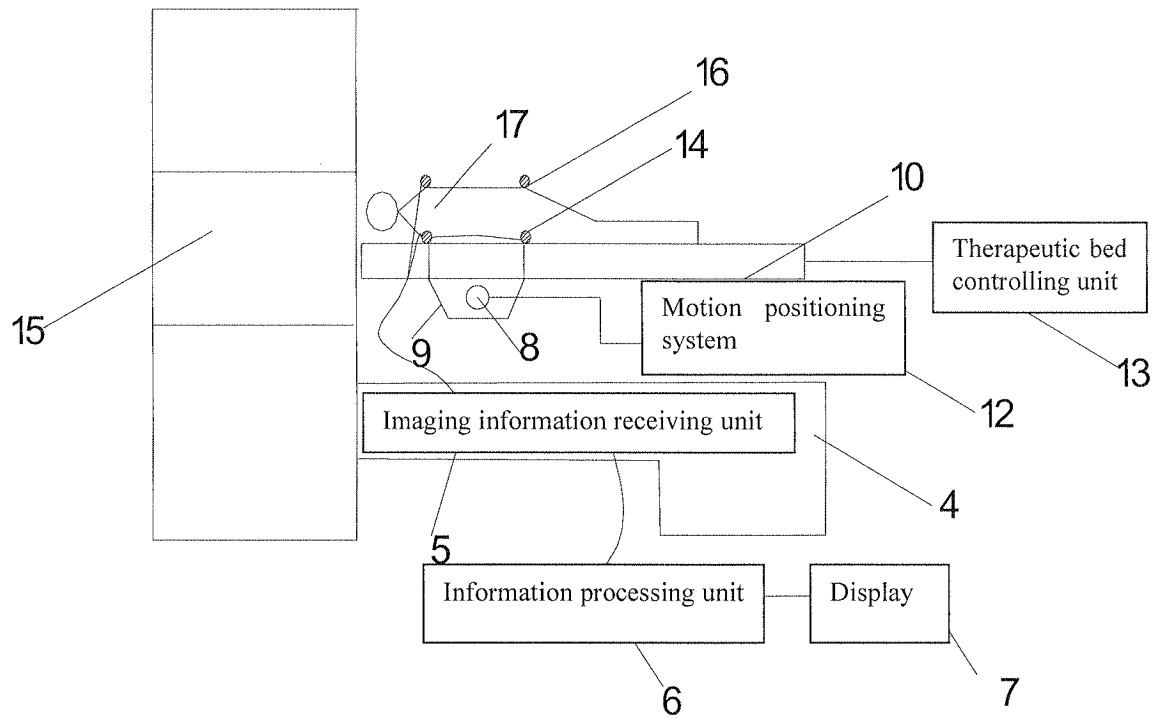 16
17
14
10
Therapeutic bed
controlling unit
15
Motion positioning
system
9
8
13
12
Imaging information receiving unit
4
5
Information processing unit
Display
6
7